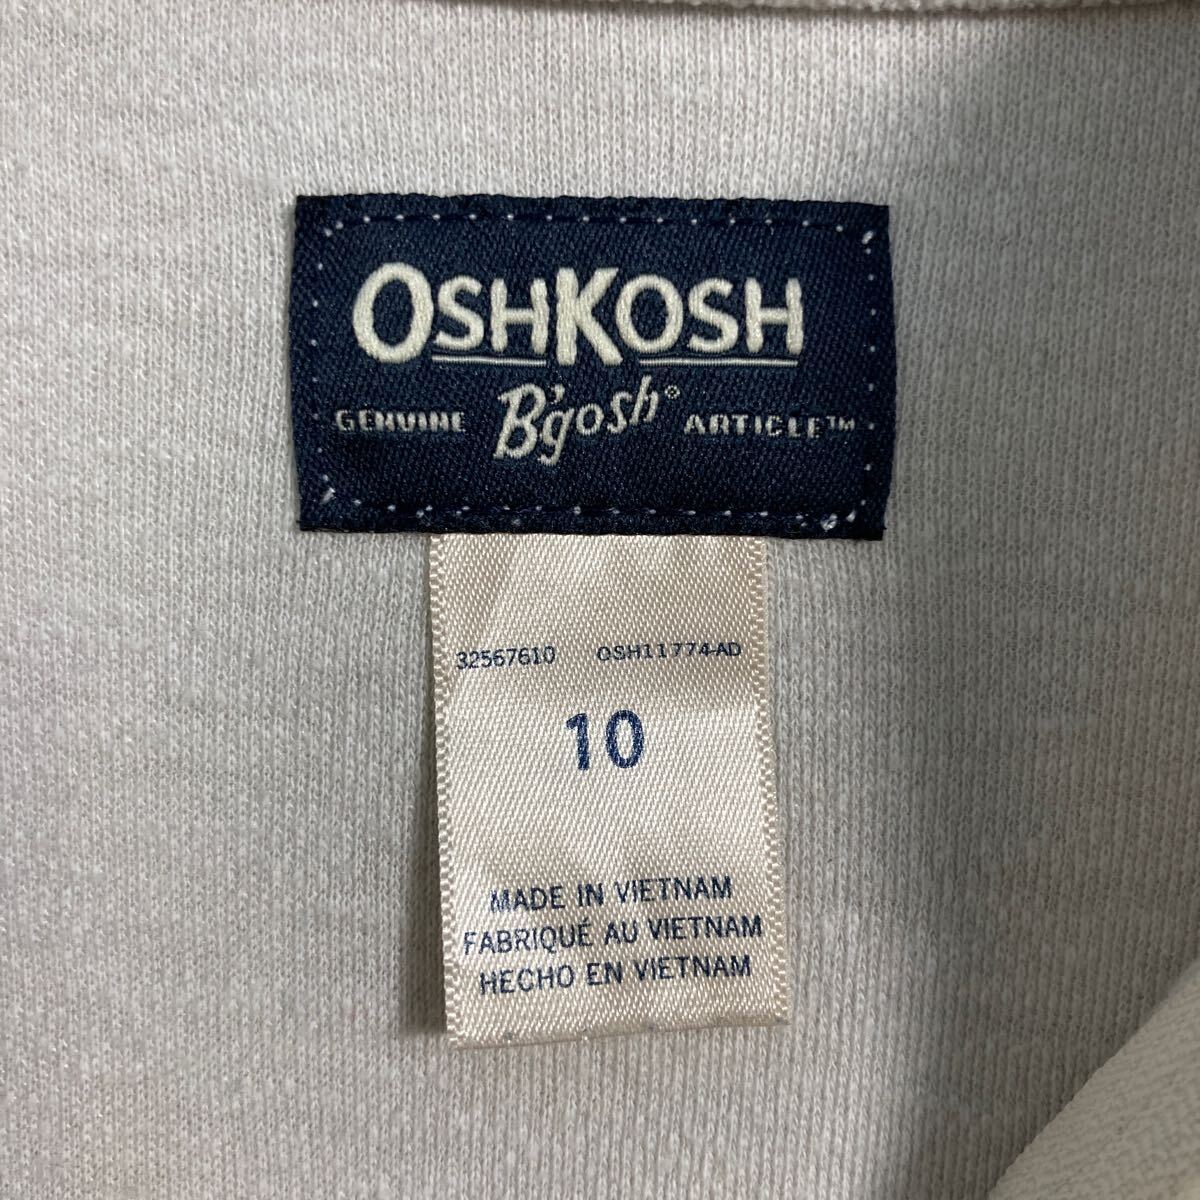 OSHKOSH
GENUINE B'gosh® ARTICLE™
32567610 OSH11774-AD
10
MADE IN VIETNAM
FABRIQUÉ AU VIETNAM
HECHO EN VIETNAM